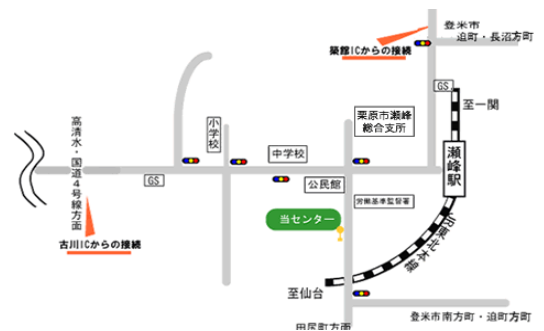 登米市
迫町・長沼方町
築館ICからの接続
GS
至一関
栗原市瀬峰
総合支所
小学校
中学校
瀬峰駅
高清水・国道4号線方面
GS
公民館
労働基準監督署
当センター
古川ICからの接続
JR東北本線
至仙台
登米市南方町・迫町方町
田尻町方面